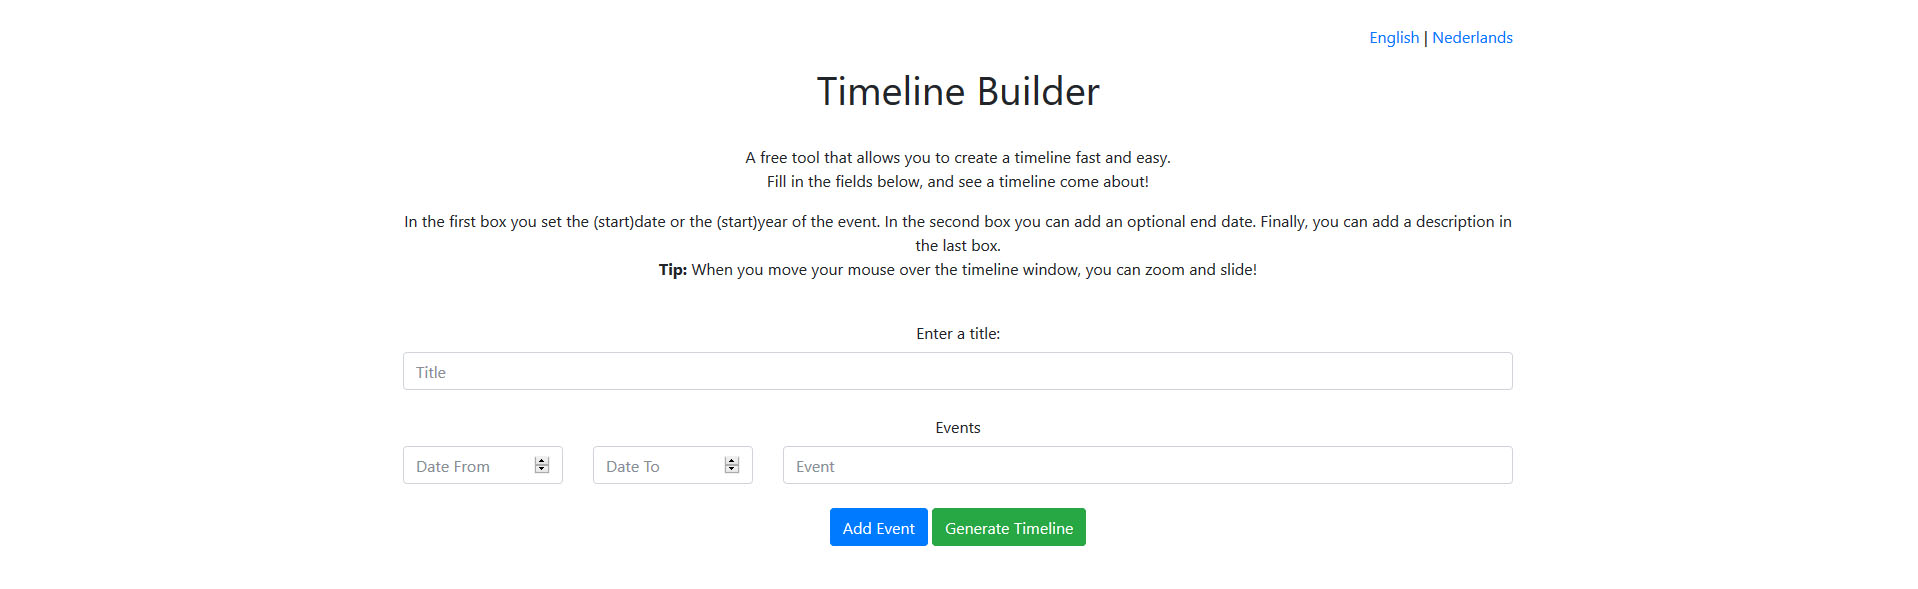 English | Nederlands
Timeline Builder
A free tool that allows you to create a timeline fast and easy.
Fill in the fields below, and see a timeline come about!
In the first box you set the (start)date or the (start)year of the event. In the second box you can add an optional end date. Finally, you can add a description in
the last box.
Tip: When you move your mouse over the timeline window, you can zoom and slide!
Enter a title:
Title
Events
Date From Date To Event
Add Event Generate Timeline